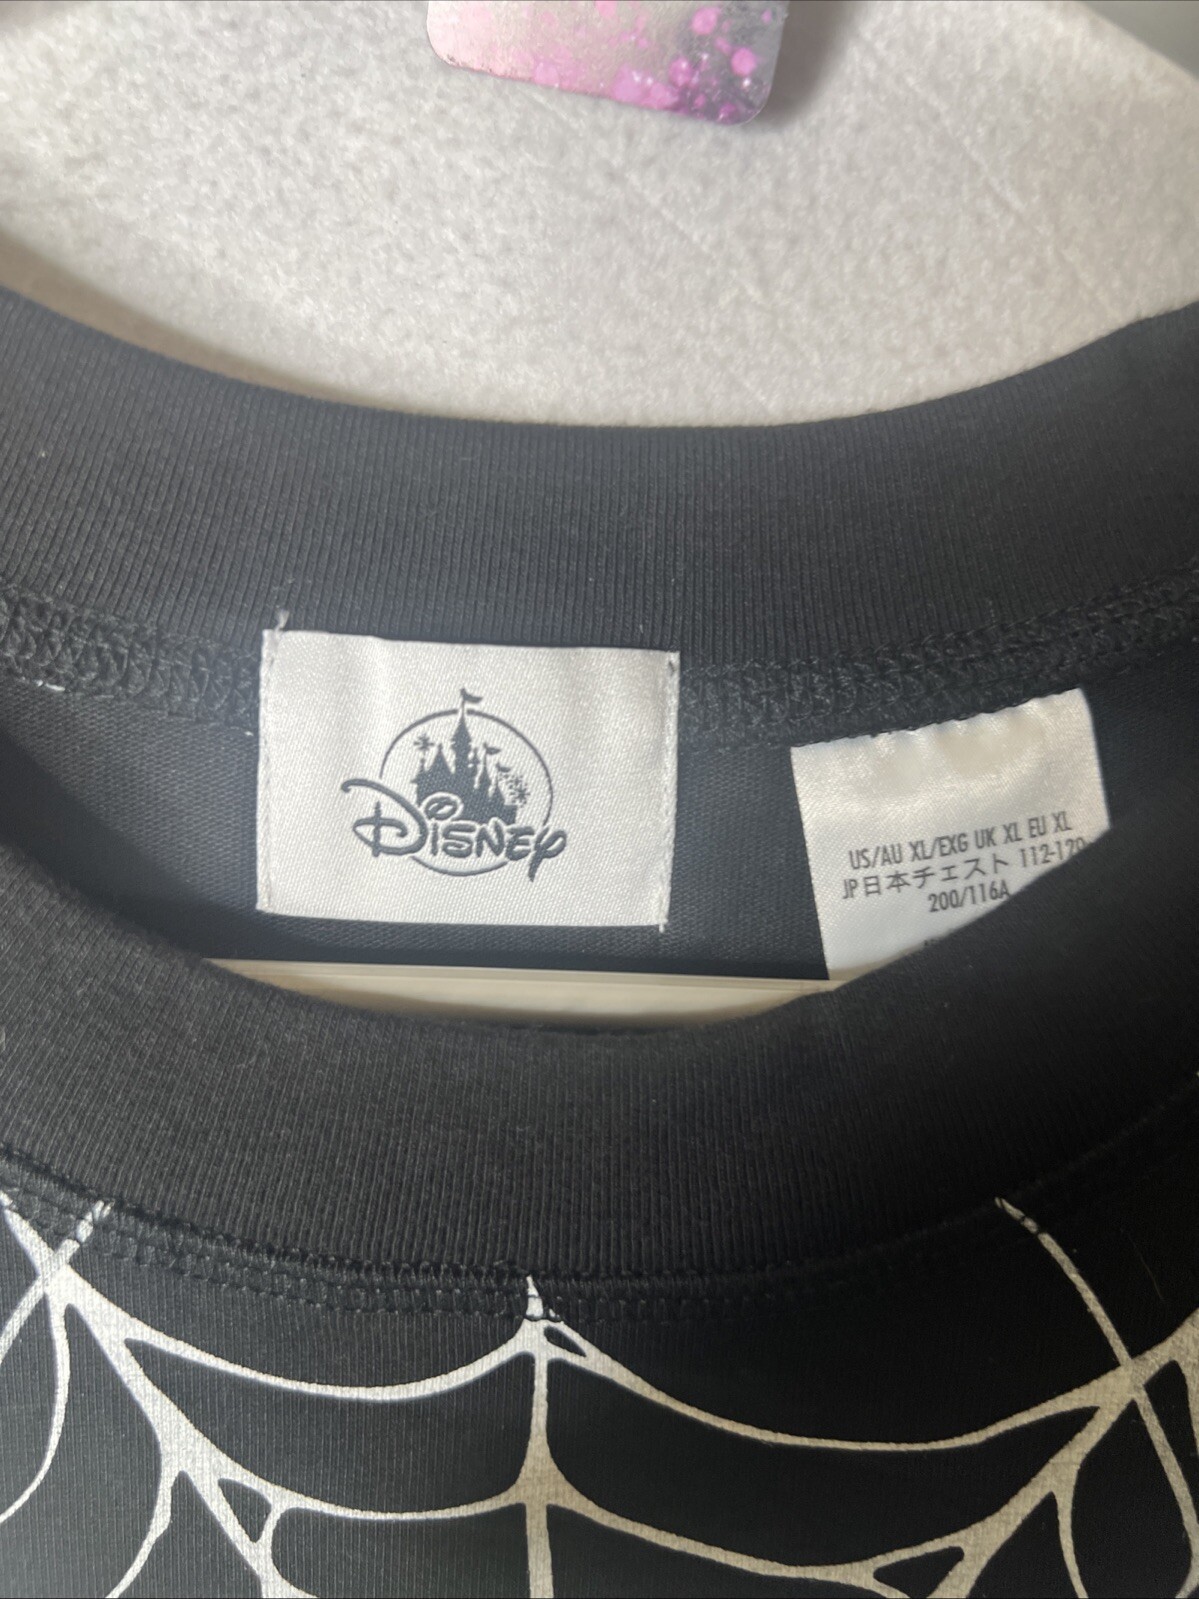 Disney
US/AU XL/EXG UK XL EU XL
JP日本チェスト 112-120
200/116A